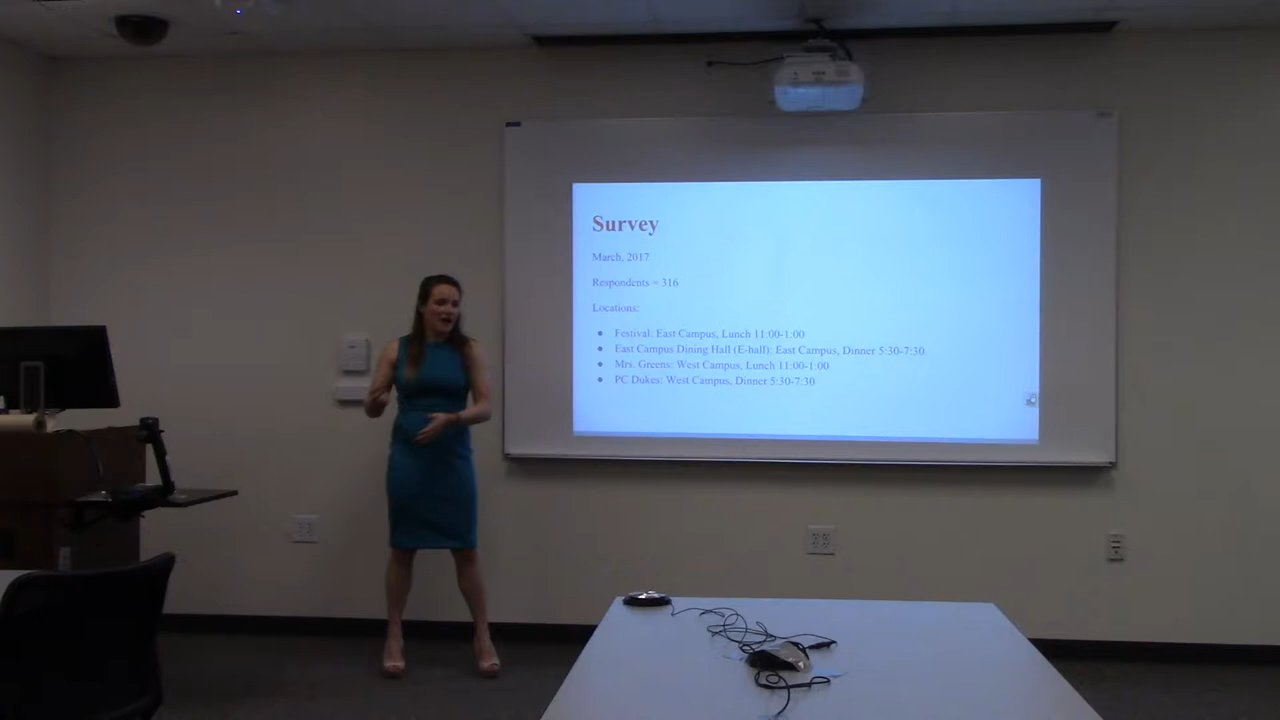 Survey
March, 2017
Respondents = 316
Locations:
● Festival: East Campus, Lunch 11:00-1:00
● East Campus Dining Hall (E-hall): East Campus, Dinner 5:30-7:30
● Mrs. Greens: West Campus, Lunch 11:00-1:00
● PC Dukes: West Campus, Dinner 5:30-7:30